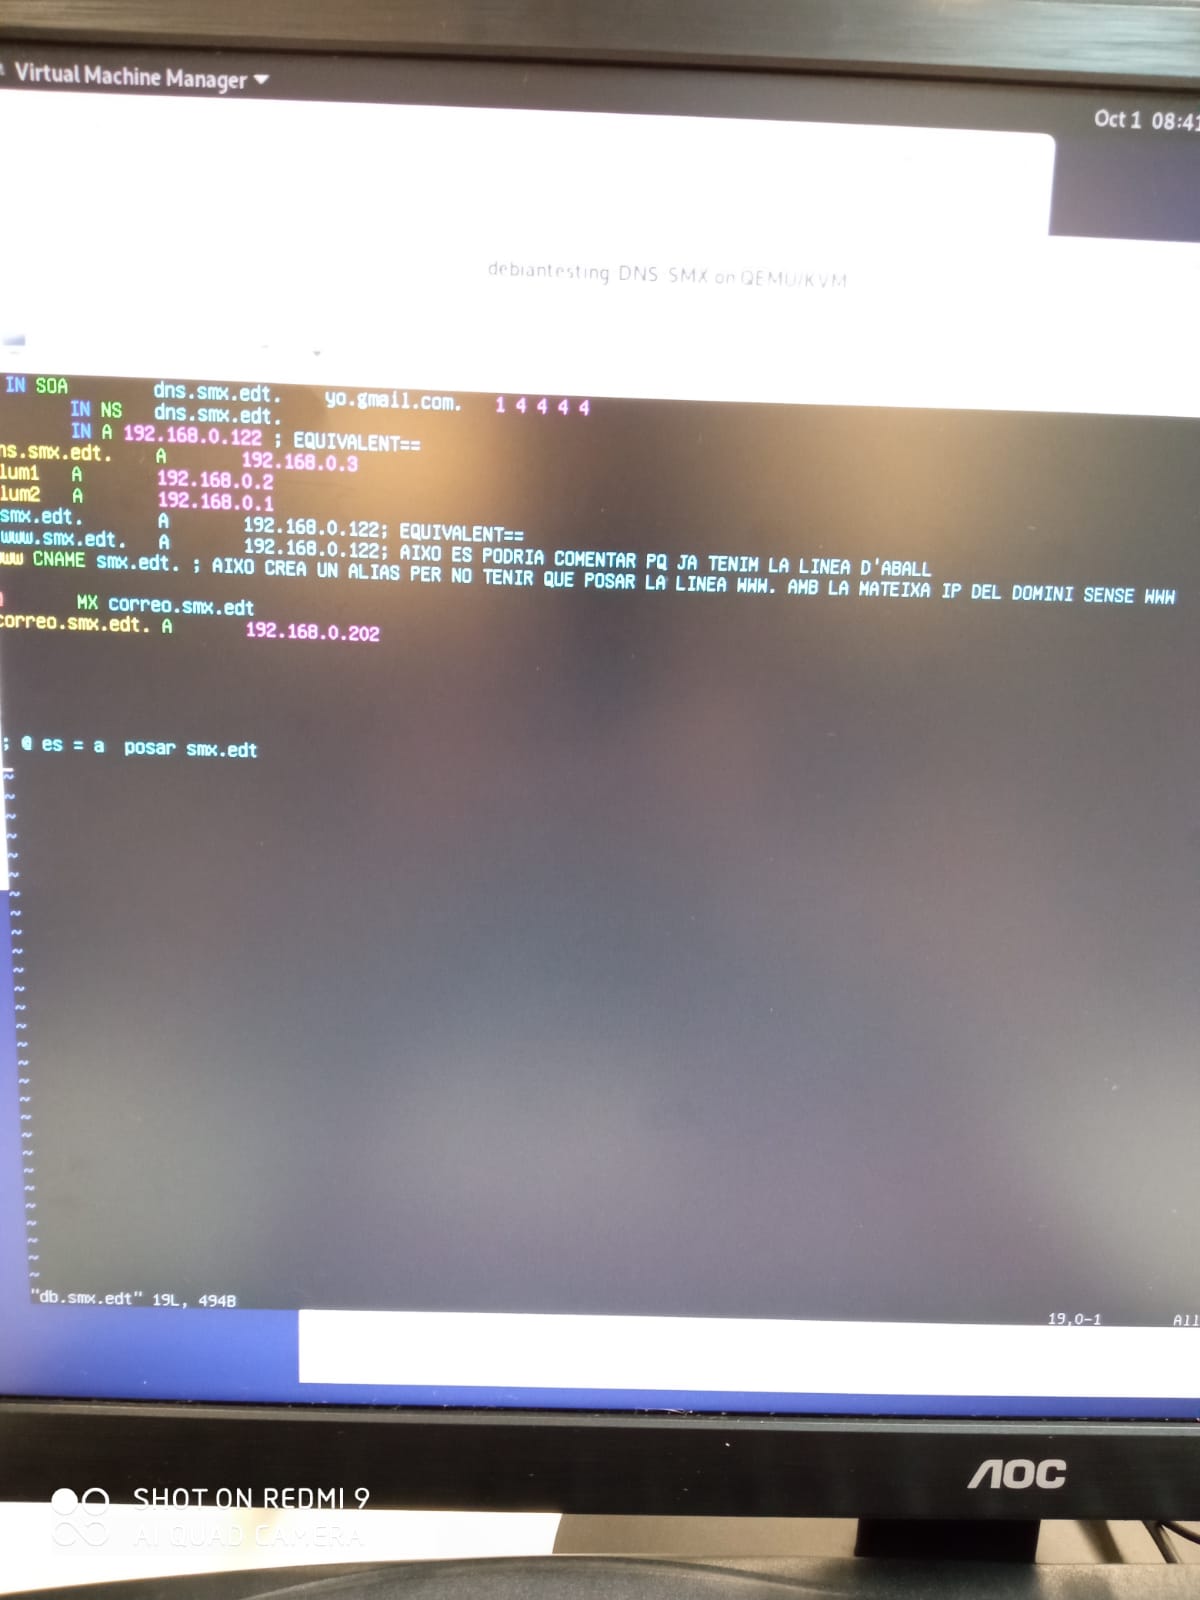 Virtual Machine Manager
Oct 1 08:41
debiantesting DNS SMX on QEMU/KVM
IN SOA dns.smx.edt. yo.gmail.com. 1 4 4 4 4
IN NS dns.smx.edt.
IN A 192.168.0.122 ; EQUIVALENT==
ns.smx.edt. A 192.168.0.3
lum1 A 192.168.0.2
lum2 A 192.168.0.1
smx.edt. A 192.168.0.122; EQUIVALENT==
www.smx.edt. A 192.168.0.122; AIXO ES PODRIA COMENTAR PQ JA TENIM LA LINEA D'ABALL
ww CNAME smx.edt. ; AIXO CREA UN ALIAS PER NO TENIR QUE POSAR LA LINEA WWW. AMB LA MATEIXA IP DEL DOMINI SENSE WWW
MX correo.smx.edt
correo.smx.edt. A 192.168.0.202
; @ es = a posar smx.edt
"db.smx.edt" 19L, 494B
19,0-1 All
AOC
SHOT ON REDMI 9
AI QUAD CAMERA